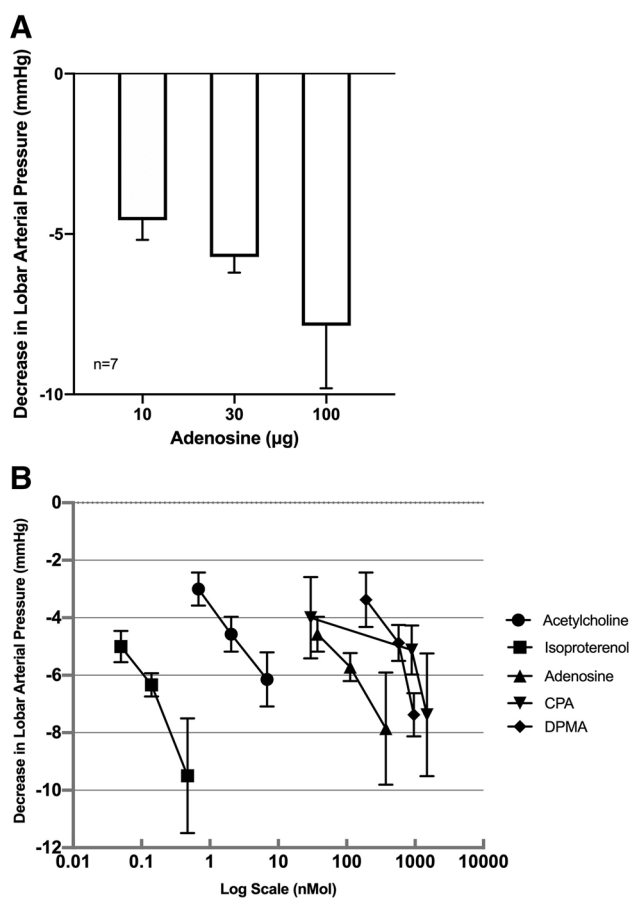 A
Decrease in Lobar Arterial Pressure (mmHg)
0
-5
-10
n=7
10 30 100
Adenosine (µg)
B
Decrease in Lobar Arterial Pressure (mmHg)
0
-2
-4
-6
-8
-10
-12
0.01 0.1 1 10 100 1000 10000
Log Scale (nMol)
Acetylcholine
Isoproterenol
Adenosine
CPA
DPMA